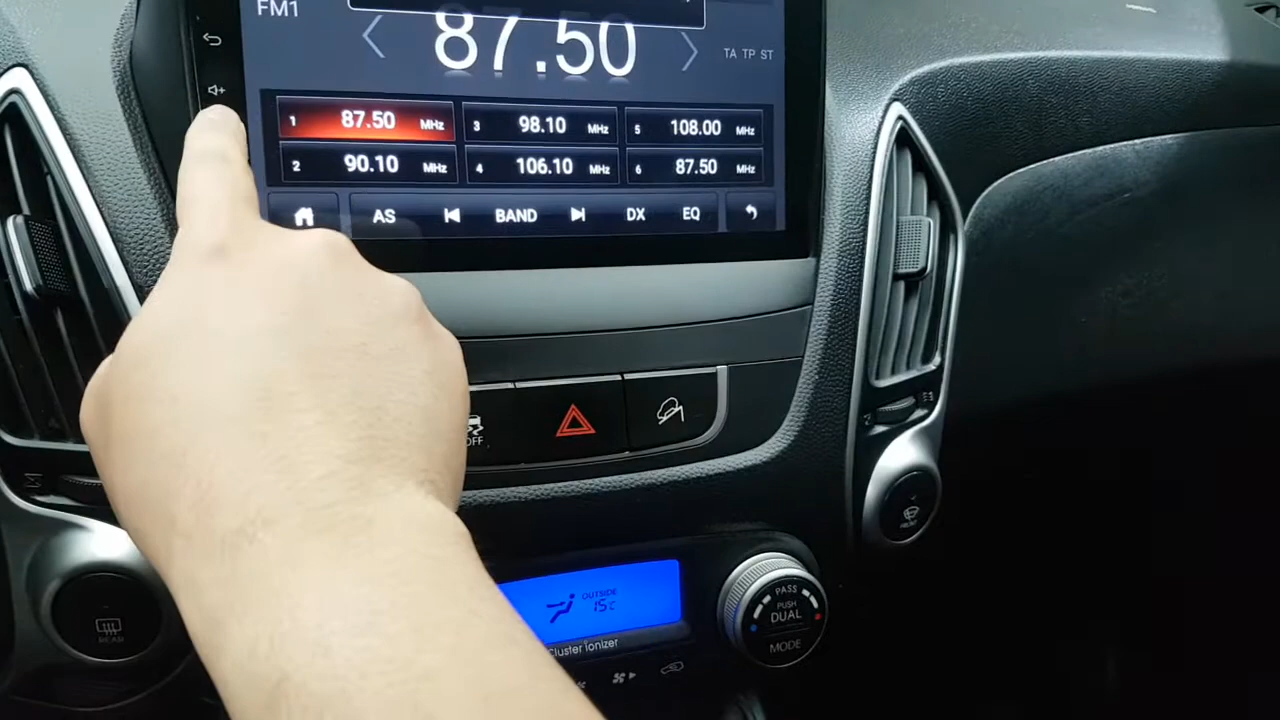 FM1
87.50
TA TP ST
1 87.50 MHz
3 98.10 MHz
5 108.00 MHz
2 90.10 MHz
4 106.10 MHz
6 87.50 MHz
AS
BAND
DX
EQ
OFF
FRONT
REAR
OUTSIDE
15°C
Cluster Ionizer
PASS
PUSH
DUAL
MODE